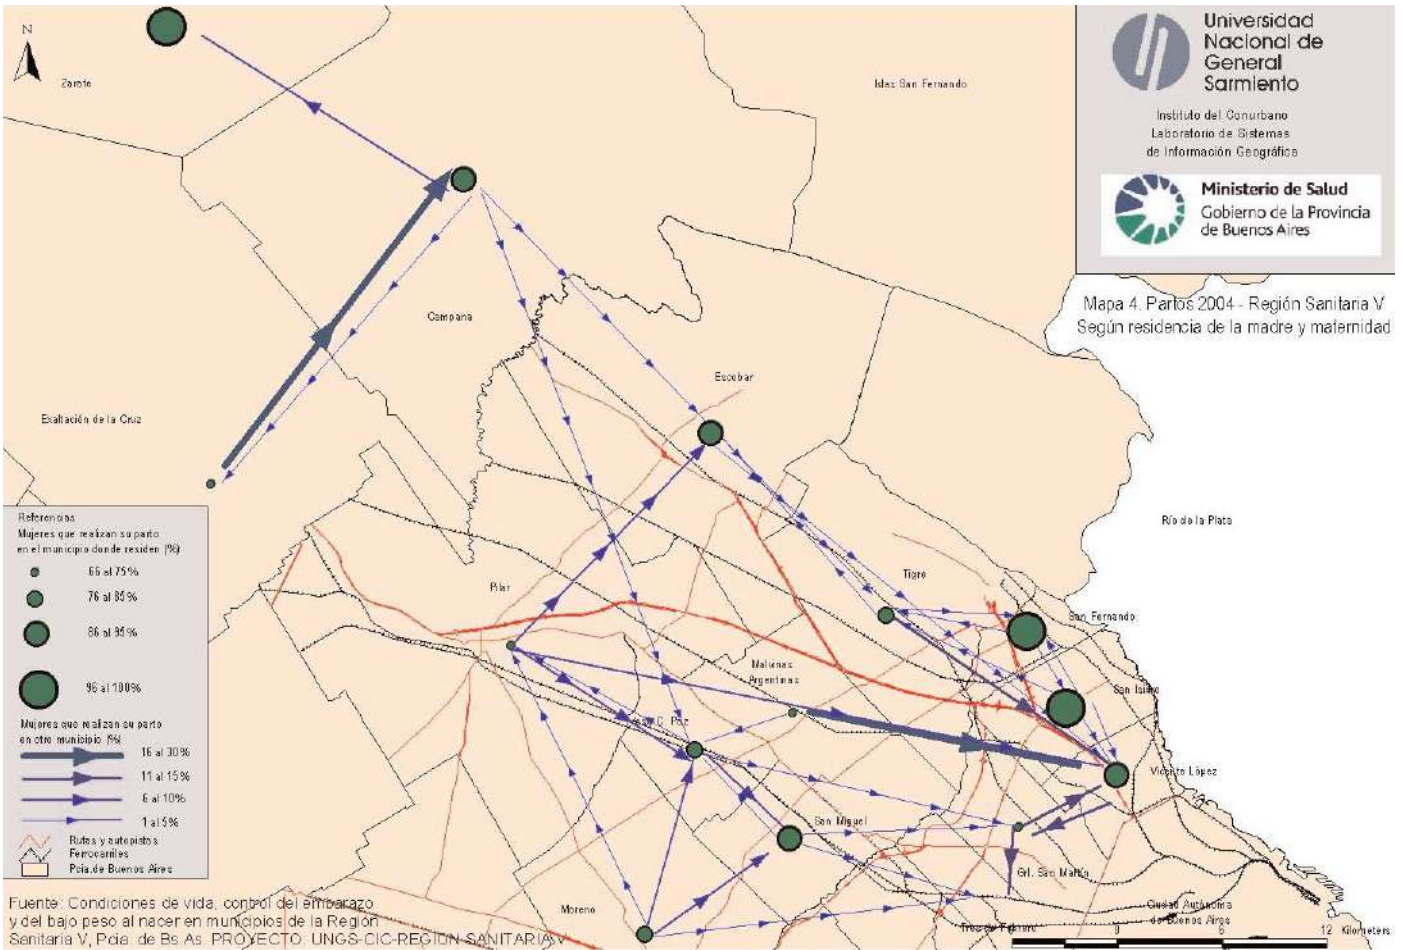 N
Zarate
Islas San Fernando
Universidad
Nacional de
General
Sarmiento
Instituto del Conurbano
Laboratorio de Sistemas
de Información Geográfica
Ministerio de Salud
Gobierno de la Provincia
de Buenos Aires
Mapa 4. Partos 2004 - Región Sanitaria V
Según residencia de la madre y maternidad
Campana
Escobar
Exaltación de la Cruz
Río de la Plata
Pilar
Tigre
San Fernando
Malvinas
Argentinas
San Isidro
José C. Paz
Vicente López
San Miguel
Grl. San Martín
Moreno
Ciudad Autónoma
de Buenos Aires
Tres de Febrero
Referencias
Mujeres que realizan su parto
en el municipio donde residen (%)
66 al 75%
76 al 85%
86 al 95%
96 al 100%
Mujeres que realizan su parto
en otro municipio (%)
16 al 30%
11 al 15%
6 al 10%
1 al 5%
Rutas y autopistas
Ferrocarriles
Pcia.de Buenos Aires
Fuente: Condiciones de vida, control del embarazo
y del bajo peso al nacer en municipios de la Región
Sanitaria V, Pcia. de Bs As. PROYECTO: UNGS-CIC-REGION SANITARIA V
6
12 Kilometers